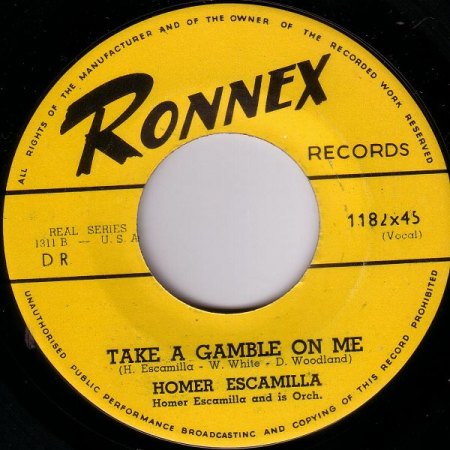 ALL RIGHTS OF THE MANUFACTURER AND OF THE OWNER OF THE RECORDED WORK RESERVED
RONNEX
RECORDS
REAL SERIES
1311 B — U.S.A
D R
1182x45
(Vocal)
TAKE A GAMBLE ON ME
(H. Escamilla - W. White - D. Woodland)
HOMER ESCAMILLA
Homer Escamilla and is Orch.
UNAUTHORISED PUBLIC PERFORMANCE BROADCASTING AND COPYING OF THIS RECORD PROHIBITED